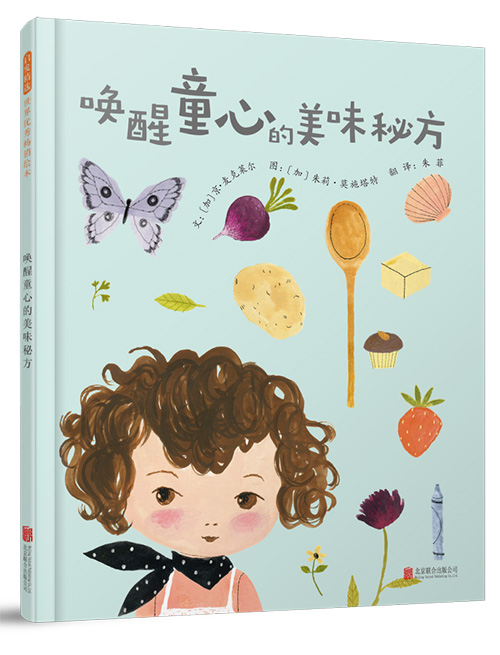 唤醒童心的美味秘方
文：〔加〕京·麦克莱尔 图：〔加〕朱莉·莫施塔特 翻译：朱菲
唤醒童心的美味秘方
北京联合出版公司